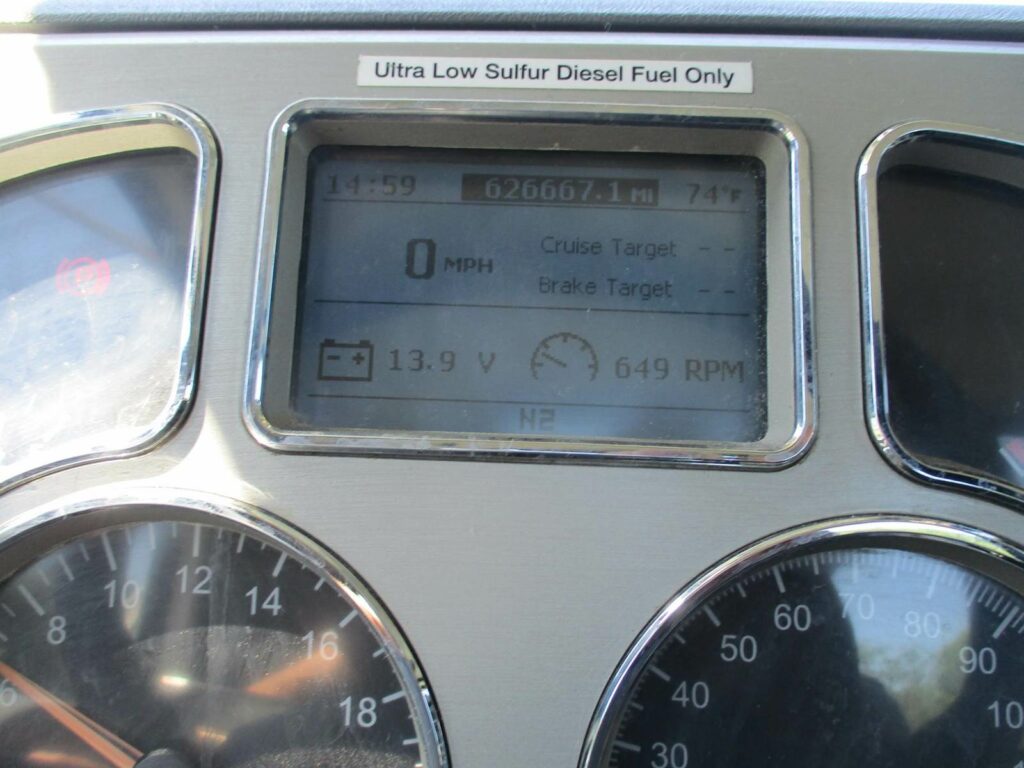 Ultra Low Sulfur Diesel Fuel Only
14:59 626667.1 MI 74°F
0 MPH
Cruise Target - -
Brake Target - -
- + 13.9 V 649 RPM
N2
6 8 10 12 14 16 18
30 40 50 60 70 80 90